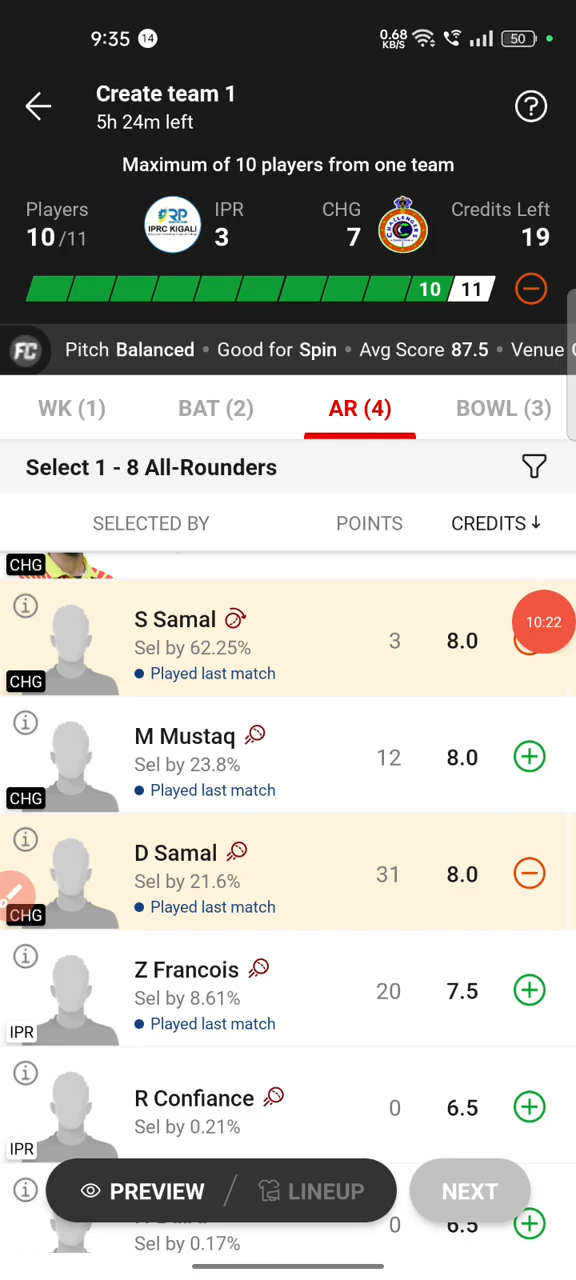 9:35 14 0.68 KB/S 50
Create team 1
5h 24m left
?
Maximum of 10 players from one team
Players IPR CHG Credits Left
10/11 3 7 19
RP
IPRC KIGALI
CHALLENGERS
10 11
FC Pitch Balanced • Good for Spin • Avg Score 87.5 • Venue
WK (1) BAT (2) AR (4) BOWL (3)
Select 1 - 8 All-Rounders
SELECTED BY POINTS CREDITS ↓
CHG
S Samal
Sel by 62.25% 3 8.0 10:22
Played last match
CHG
M Mustaq
Sel by 23.8% 12 8.0
Played last match
CHG
D Samal
Sel by 21.6% 31 8.0
Played last match
CHG
Z Francois
Sel by 8.61% 20 7.5
Played last match
IPR
R Confiance
Sel by 0.21% 0 6.5
IPR
PREVIEW / LINEUP NEXT
0 6.5
Sel by 0.17%